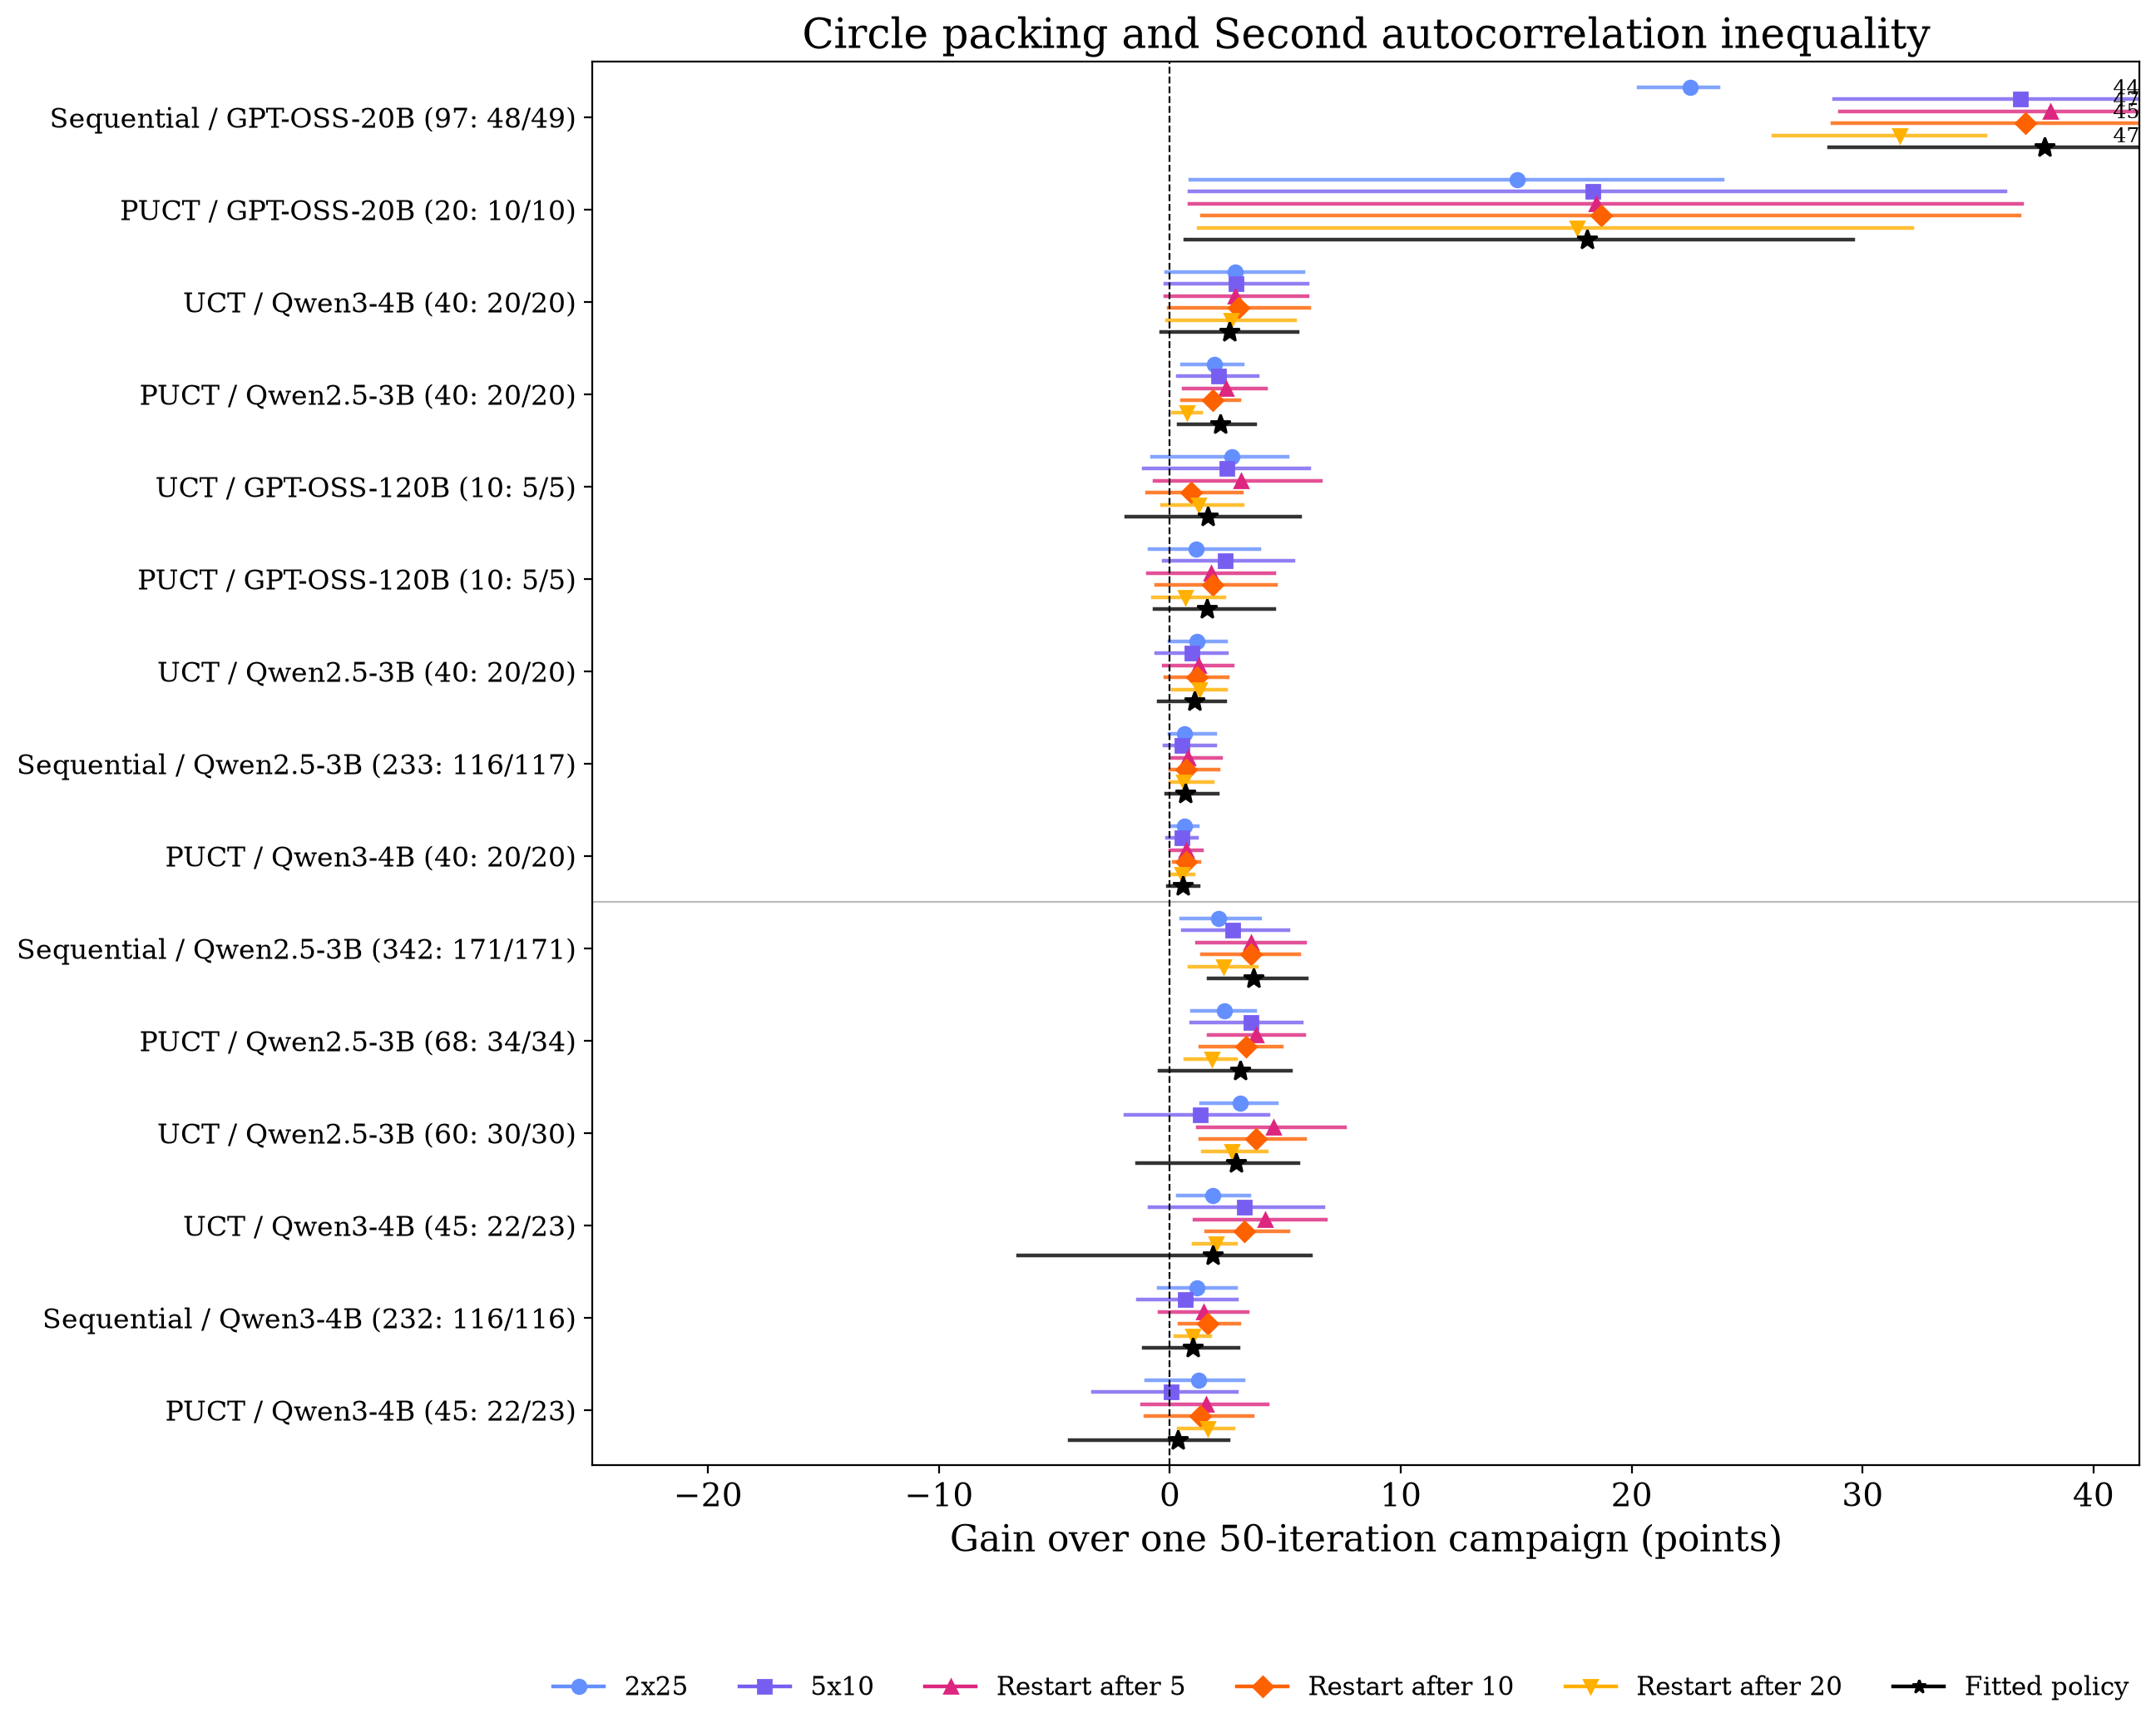 Circle packing and Second autocorrelation inequality
Sequential / GPT-OSS-20B (97: 48/49)
44
47
45
47
PUCT / GPT-OSS-20B (20: 10/10)
UCT / Qwen3-4B (40: 20/20)
PUCT / Qwen2.5-3B (40: 20/20)
UCT / GPT-OSS-120B (10: 5/5)
PUCT / GPT-OSS-120B (10: 5/5)
UCT / Qwen2.5-3B (40: 20/20)
Sequential / Qwen2.5-3B (233: 116/117)
PUCT / Qwen3-4B (40: 20/20)
Sequential / Qwen2.5-3B (342: 171/171)
PUCT / Qwen2.5-3B (68: 34/34)
UCT / Qwen2.5-3B (60: 30/30)
UCT / Qwen3-4B (45: 22/23)
Sequential / Qwen3-4B (232: 116/116)
PUCT / Qwen3-4B (45: 22/23)
−20 −10 0 10 20 30 40
Gain over one 50-iteration campaign (points)
2x25 5x10 Restart after 5 Restart after 10 Restart after 20 Fitted policy